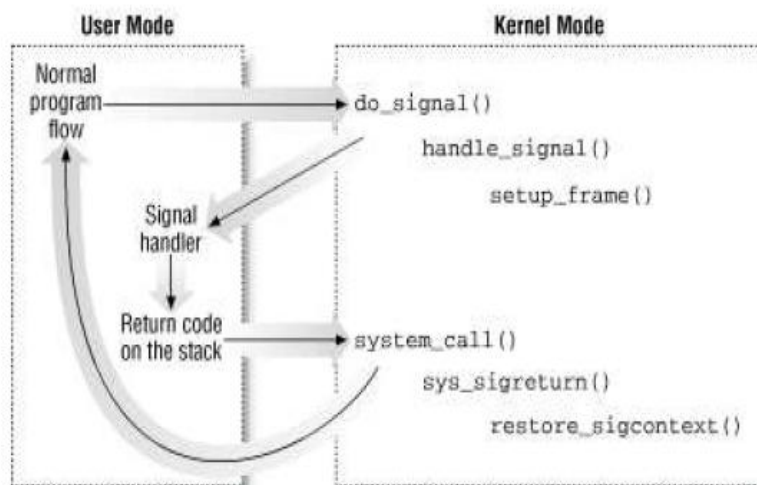 User Mode
Kernel Mode
Normal
program
flow
do_signal()
handle_signal()
setup_frame()
Signal
handler
Return code
on the stack
system_call()
sys_sigreturn()
restore_sigcontext()